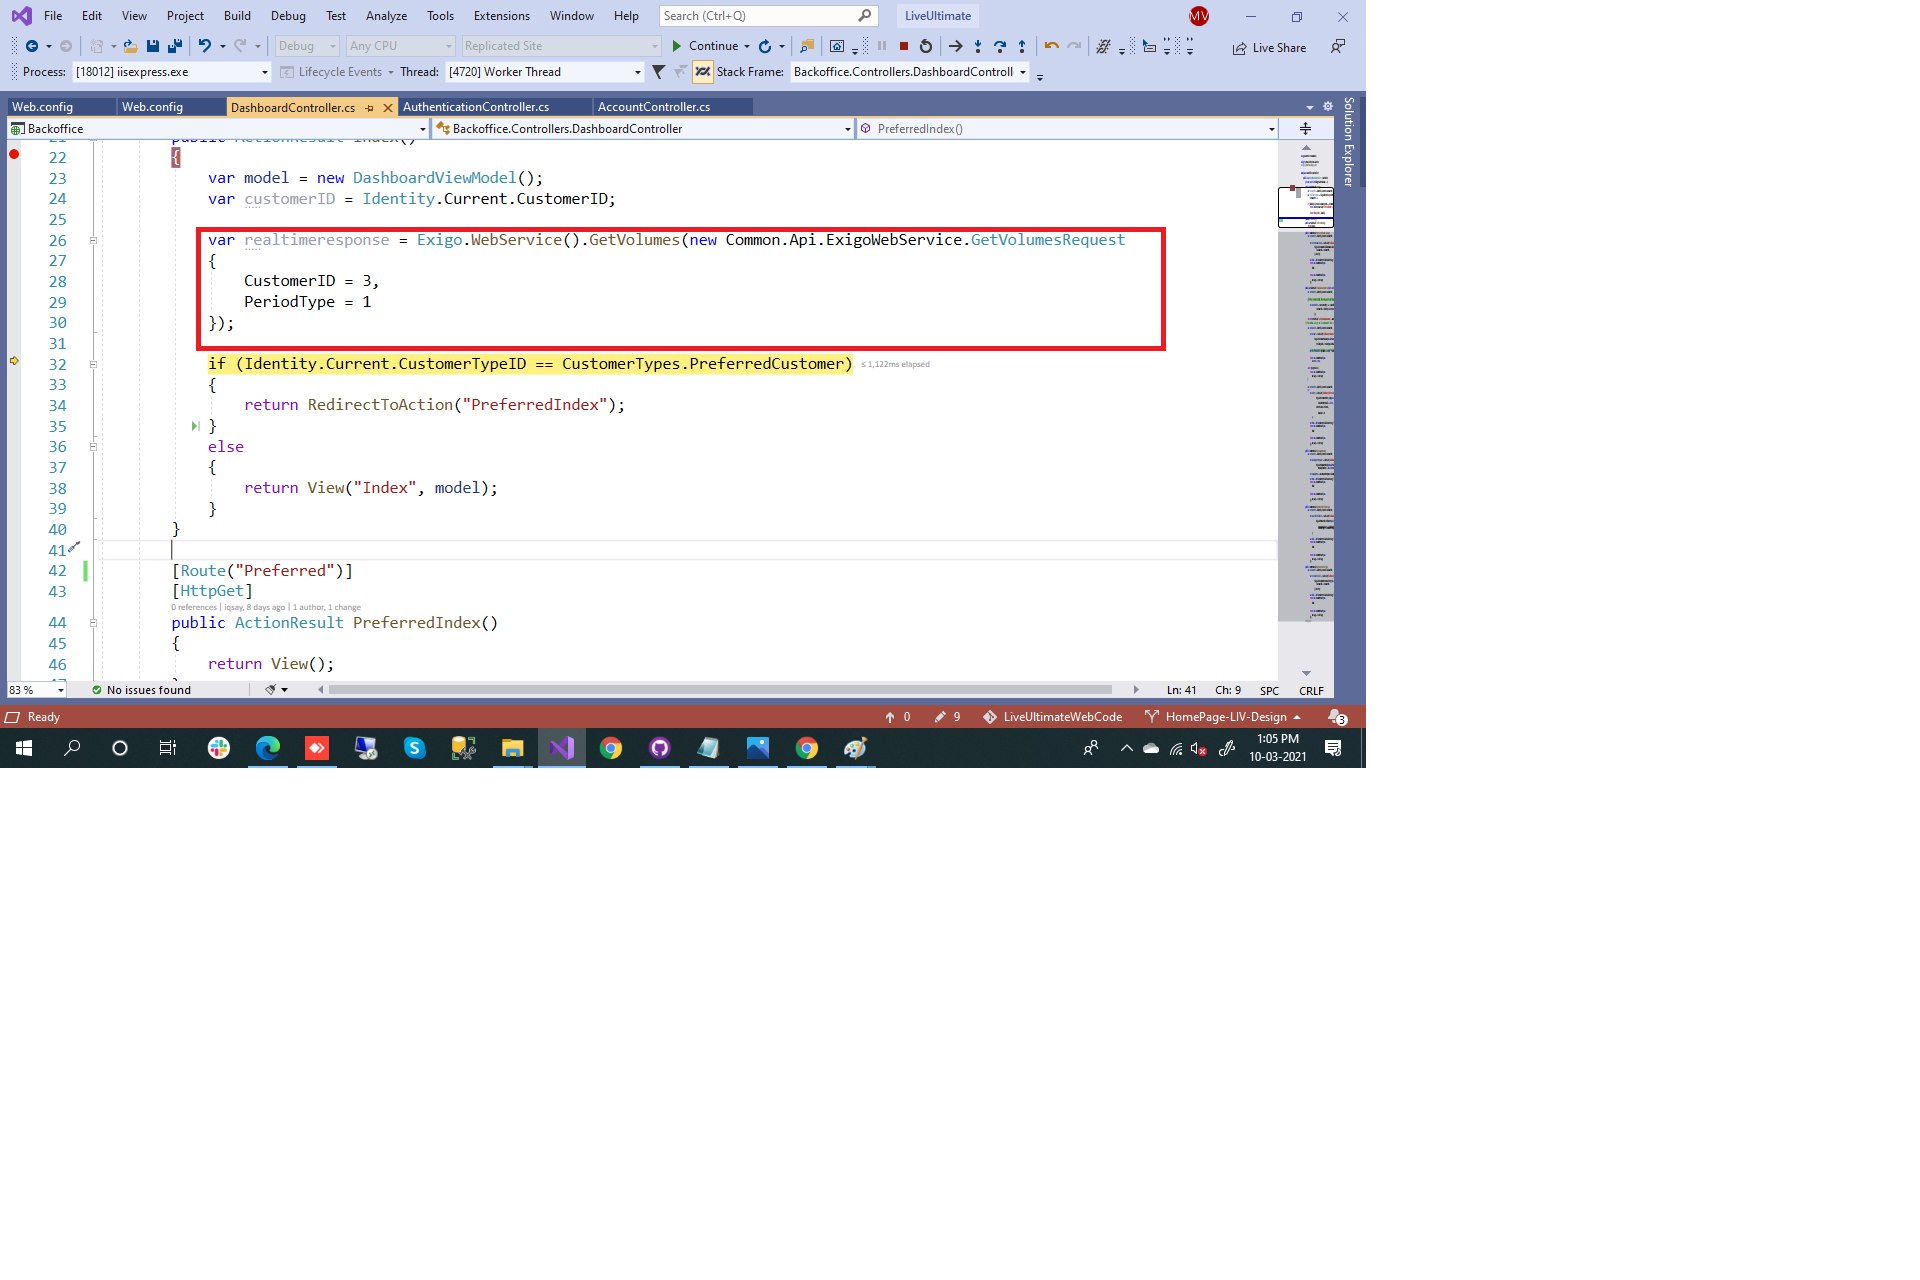 File Edit View Project Build Debug Test Analyze Tools Extensions Window Help Search (Ctrl+Q) LiveUltimate MV
Debug Any CPU Replicated Site Continue Live Share
Process: [18012] iisexpress.exe Lifecycle Events Thread: [4720] Worker Thread Stack Frame: Backoffice.Controllers.DashboardControll
Web.config Web.config DashboardController.cs AuthenticationController.cs AccountController.cs
Solution Explorer
Backoffice Backoffice.Controllers.DashboardController PreferredIndex()
21 public ActionResult Index()
22 {
23 var model = new DashboardViewModel();
24 var customerID = Identity.Current.CustomerID;
25
26 var realtimeresponse = Exigo.WebService().GetVolumes(new Common.Api.ExigoWebService.GetVolumesRequest
27 {
28 CustomerID = 3,
29 PeriodType = 1
30 });
31
32 if (Identity.Current.CustomerTypeID == CustomerTypes.PreferredCustomer) ≤ 1,122ms elapsed
33 {
34 return RedirectToAction("PreferredIndex");
35 }
36 else
37 {
38 return View("Index", model);
39 }
40 }
41
42 [Route("Preferred")]
43 [HttpGet]
0 references | iqsay, 8 days ago | 1 author, 1 change
44 public ActionResult PreferredIndex()
45 {
46 return View();
83 % No issues found Ln: 41 Ch: 9 SPC CRLF
Ready 0 9 LiveUltimateWebCode HomePage-LIV-Design 3
1:05 PM
10-03-2021